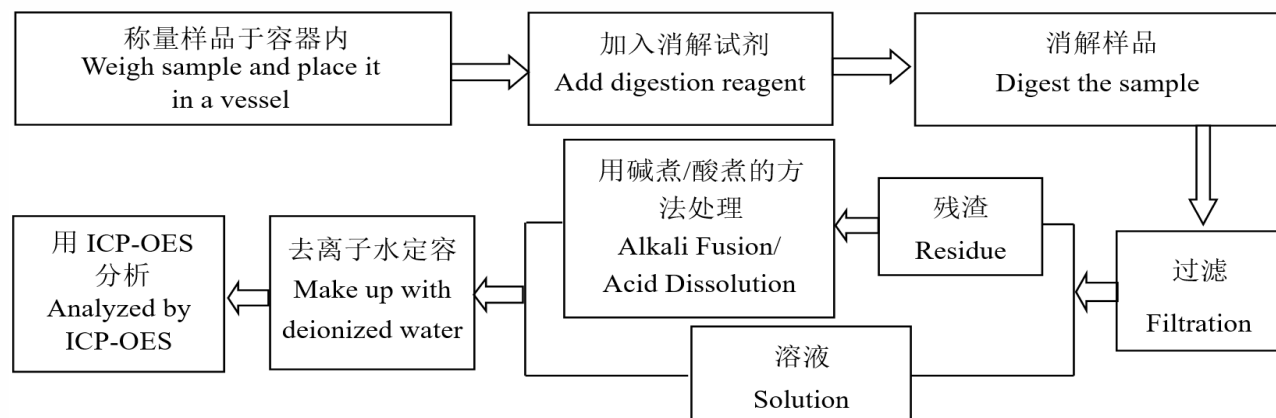 称量样品于容器内
Weigh sample and place it
in a vessel
加入消解试剂
Add digestion reagent
消解样品
Digest the sample
过滤
Filtration
残渣
Residue
用碱煮/酸煮的方
法处理
Alkali Fusion/
Acid Dissolution
溶液
Solution
去离子水定容
Make up with
deionized water
用 ICP-OES
分析
Analyzed by
ICP-OES